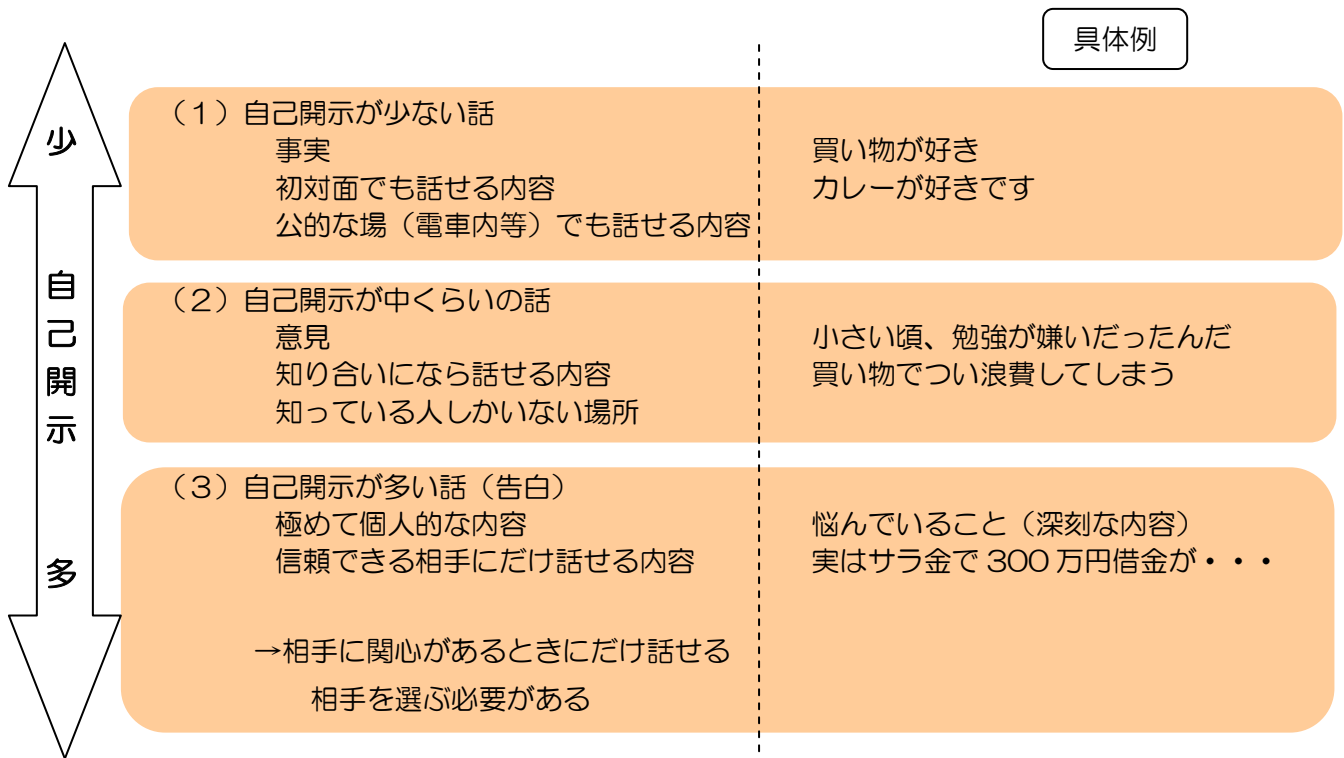 具体例
少
自己開示
多
（１）自己開示が少ない話
事実
初対面でも話せる内容
公的な場（電車内等）でも話せる内容
買い物が好き
カレーが好きです
（２）自己開示が中くらいの話
意見
知り合いになら話せる内容
知っている人しかいない場所
小さい頃、勉強が嫌いだったんだ
買い物でつい浪費してしまう
（３）自己開示が多い話（告白）
極めて個人的な内容
信頼できる相手にだけ話せる内容
→相手に関心があるときにだけ話せる
相手を選ぶ必要がある
悩んでいること（深刻な内容）
実はサラ金で 300 万円借金が・・・